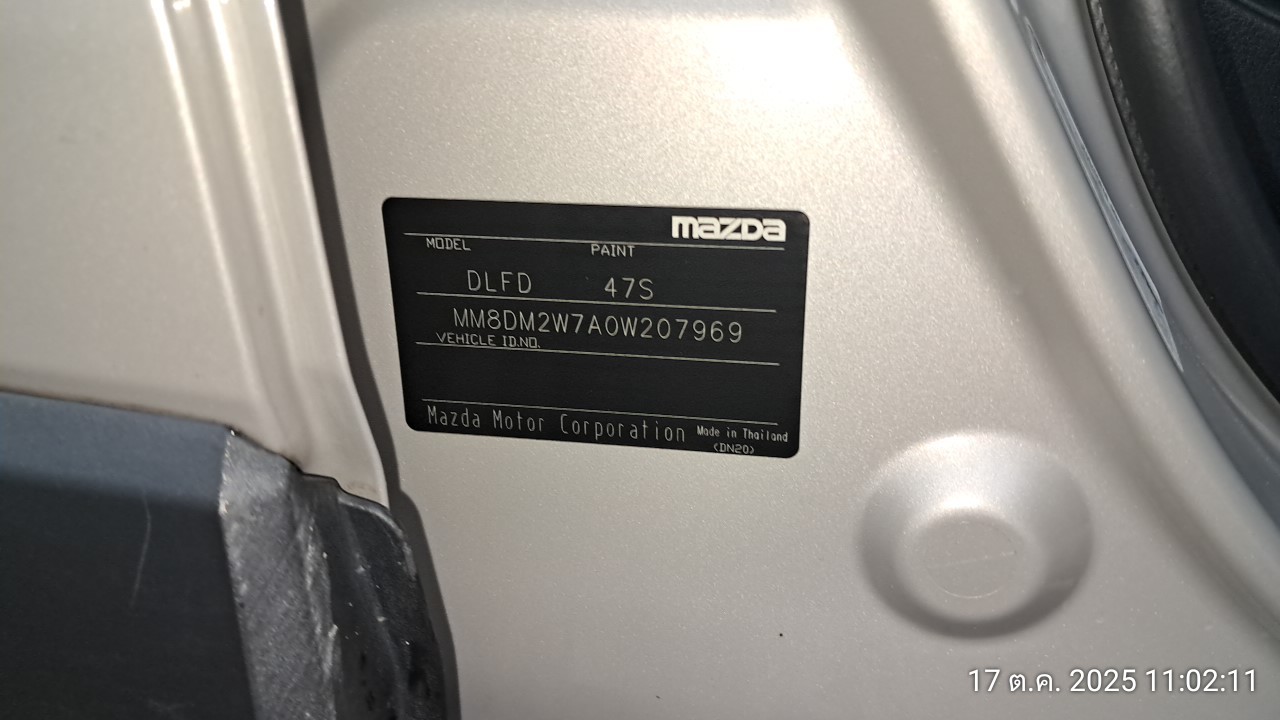 mazda
MODEL PAINT
DLFD 47S
MM8DM2W7A0W207969
VEHICLE ID.NO.
Mazda Motor Corporation Made in Thailand
(DN20)
17 ต.ค. 2025 11:02:11